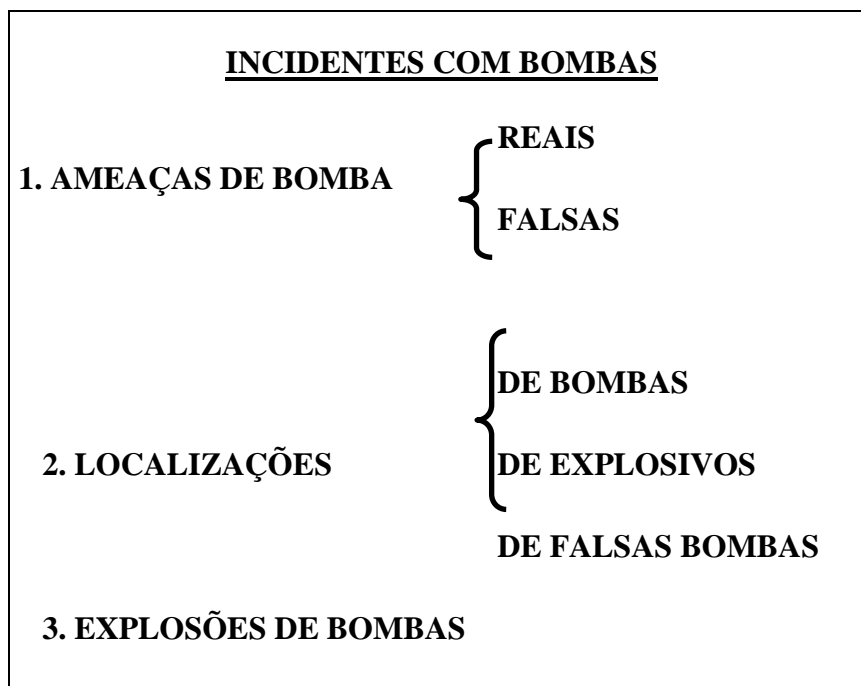 INCIDENTES COM BOMBAS
REAIS
1. AMEAÇAS DE BOMBA
FALSAS
DE BOMBAS
2. LOCALIZAÇÕES
DE EXPLOSIVOS
DE FALSAS BOMBAS
3. EXPLOSÕES DE BOMBAS